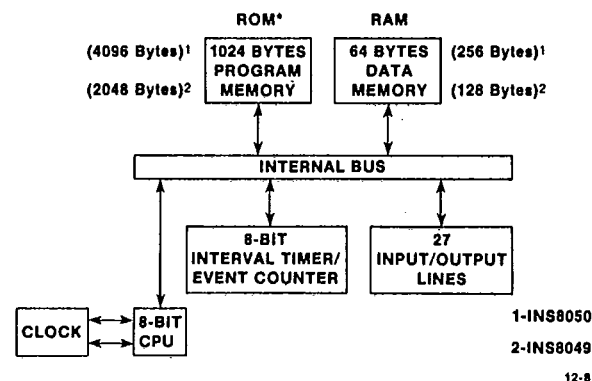 ROM* RAM
(4096 Bytes)¹ 1024 BYTES 64 BYTES (256 Bytes)¹
PROGRAM DATA
(2048 Bytes)² MEMORY MEMORY (128 Bytes)²
INTERNAL BUS
8-BIT 27
INTERVAL TIMER/ INPUT/OUTPUT
EVENT COUNTER LINES
CLOCK 8-BIT
CPU
1-INS8050
2-INS8049
12-8